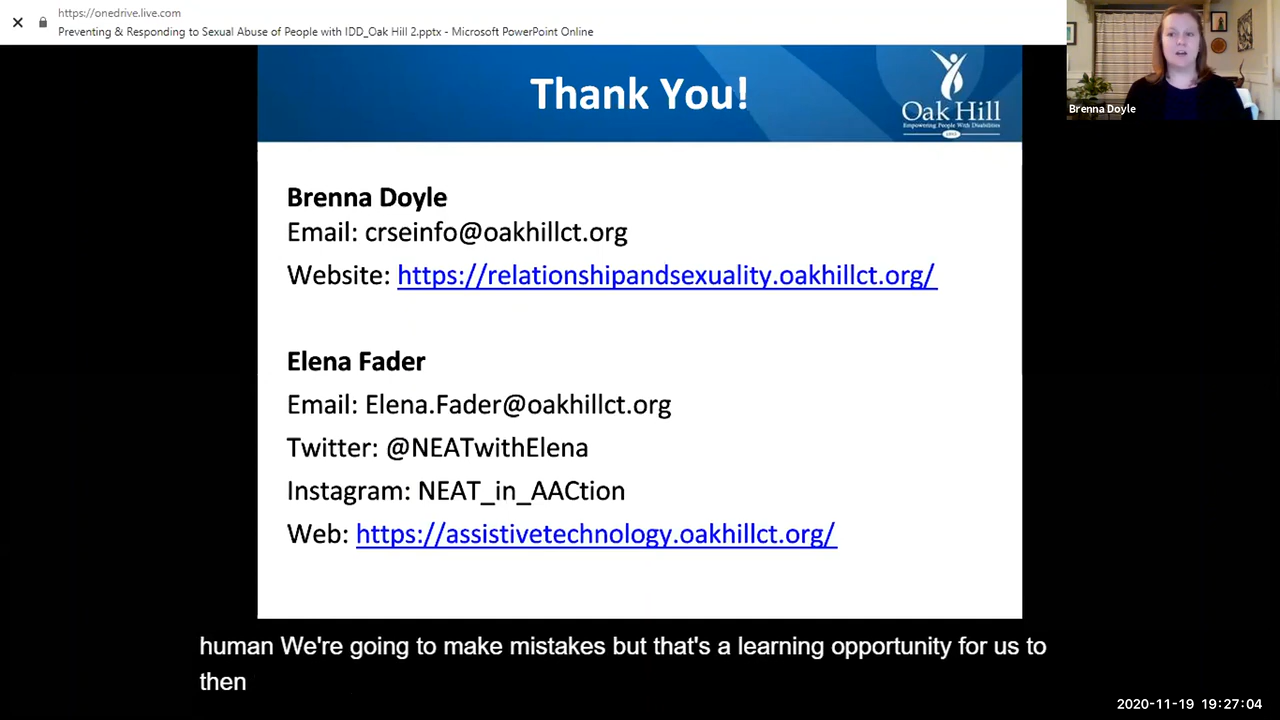 https://onedrive.live.com
Preventing & Responding to Sexual Abuse of People with IDD_Oak Hill 2.pptx - Microsoft PowerPoint Online
Brenna Doyle
Thank You!
Oak Hill
Empowering People With Disabilities
Brenna Doyle
Email: crseinfo@oakhillct.org
Website: https://relationshipandsexuality.oakhillct.org/
Elena Fader
Email: Elena.Fader@oakhillct.org
Twitter: @NEATwithElena
Instagram: NEAT_in_AACtion
Web: https://assistivetechnology.oakhillct.org/
human We're going to make mistakes but that's a learning opportunity for us to
then
2020-11-19 19:27:04